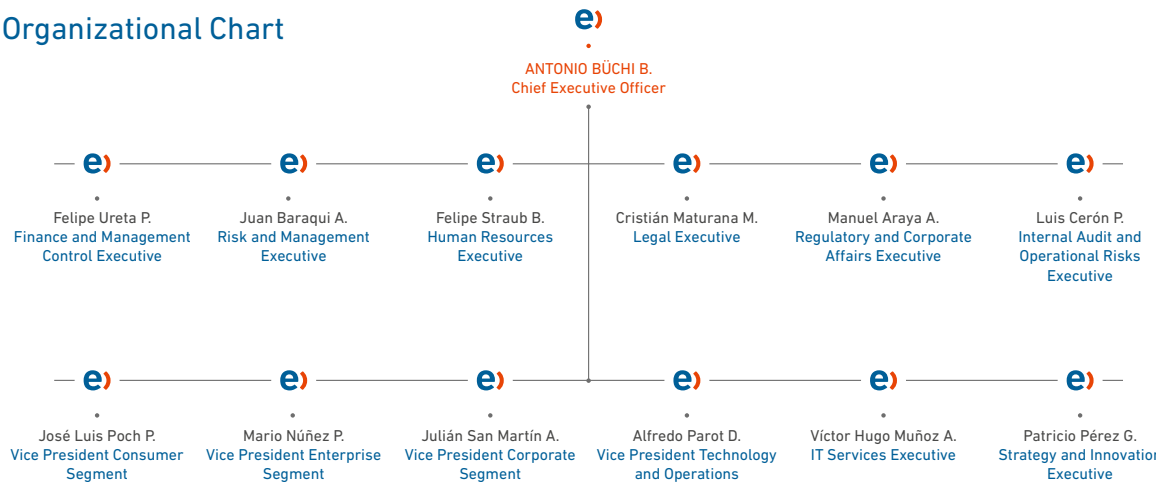 Organizational Chart
e)
ANTONIO BÜCHI B.
Chief Executive Officer
e)
Felipe Ureta P.
Finance and Management
Control Executive
e)
Juan Baraqui A.
Risk and Management
Executive
e)
Felipe Straub B.
Human Resources
Executive
e)
Cristián Maturana M.
Legal Executive
e)
Manuel Araya A.
Regulatory and Corporate
Affairs Executive
e)
Luis Cerón P.
Internal Audit and
Operational Risks
Executive
e)
José Luis Poch P.
Vice President Consumer
Segment
e)
Mario Núñez P.
Vice President Enterprise
Segment
e)
Julián San Martín A.
Vice President Corporate
Segment
e)
Alfredo Parot D.
Vice President Technology
and Operations
e)
Víctor Hugo Muñoz A.
IT Services Executive
e)
Patricio Pérez G.
Strategy and Innovation
Executive